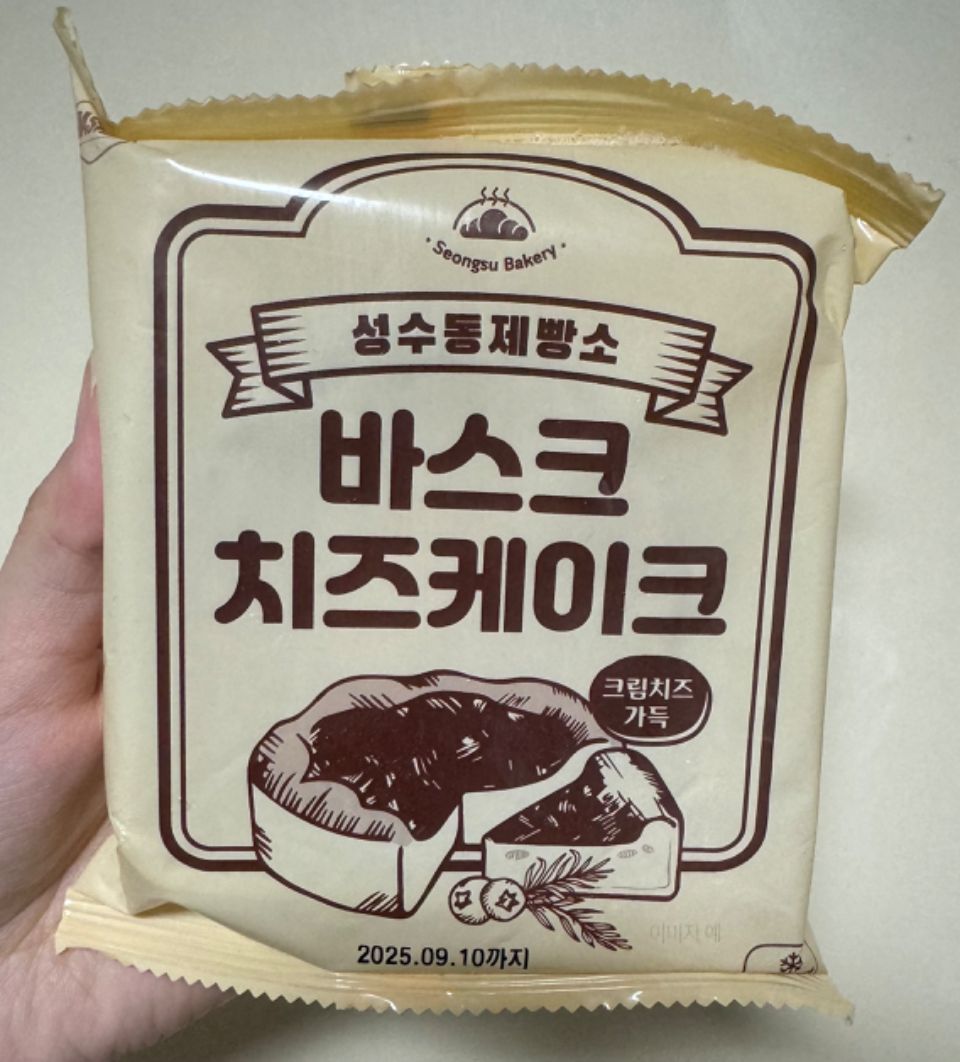 Seongsu Bakery
성수동제빵소
바스크
치즈케이크
크림치즈
가득
이미지 예
2025.09.10까지